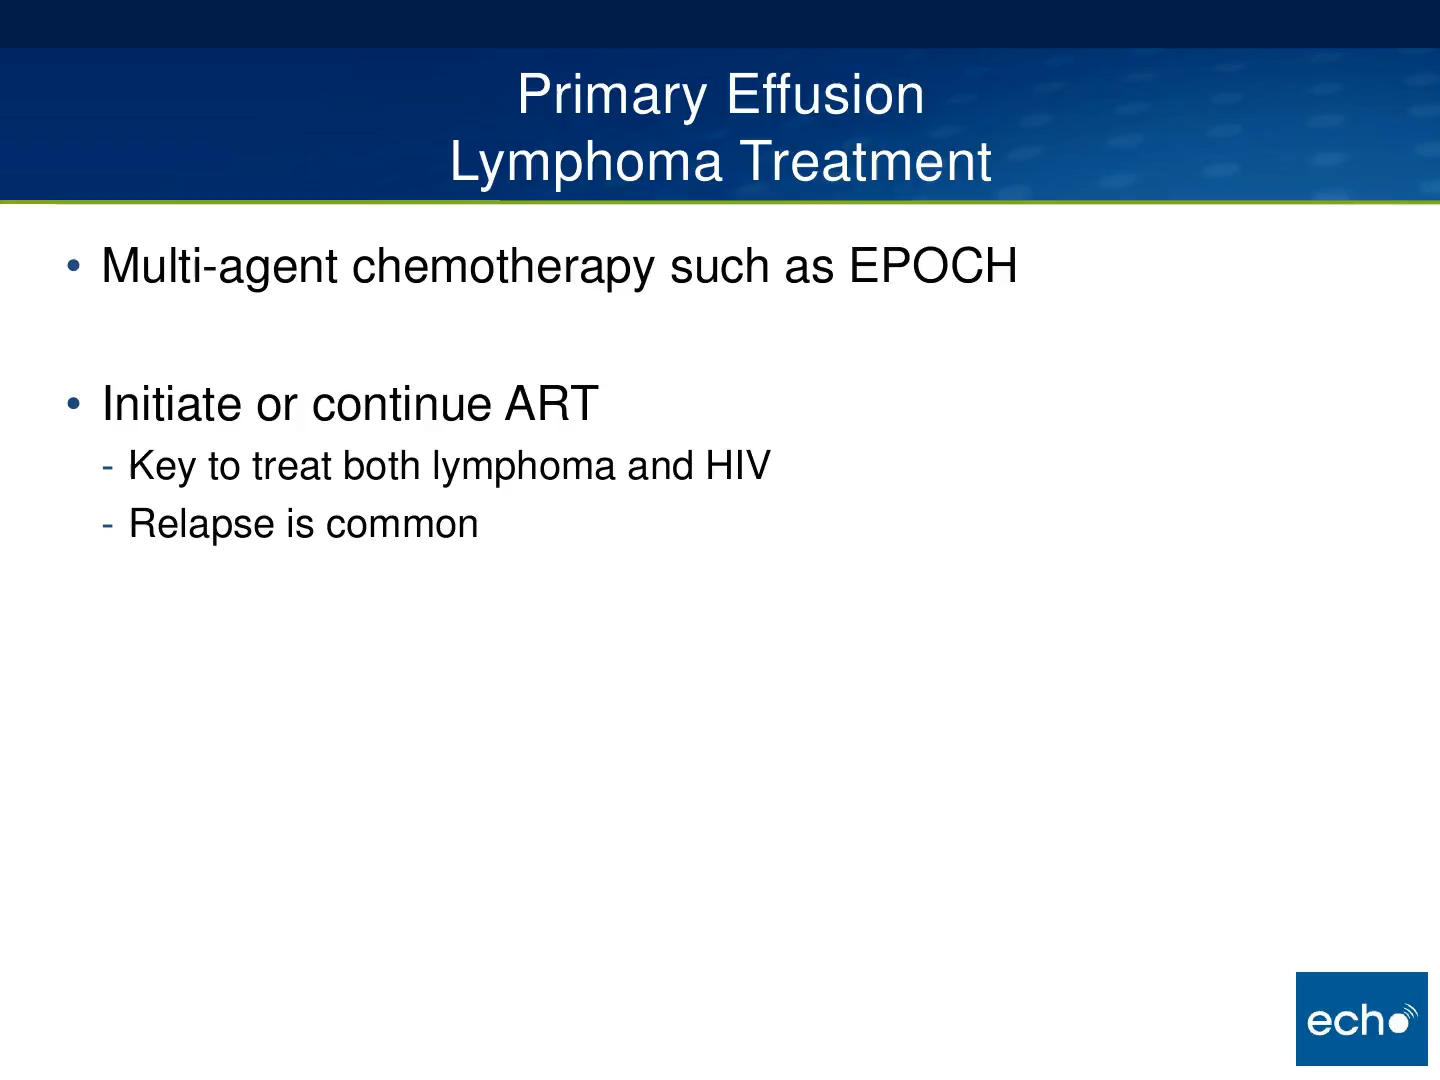 Primary Effusion
Lymphoma Treatment
• Multi-agent chemotherapy such as EPOCH
• Initiate or continue ART
- Key to treat both lymphoma and HIV
- Relapse is common
echo